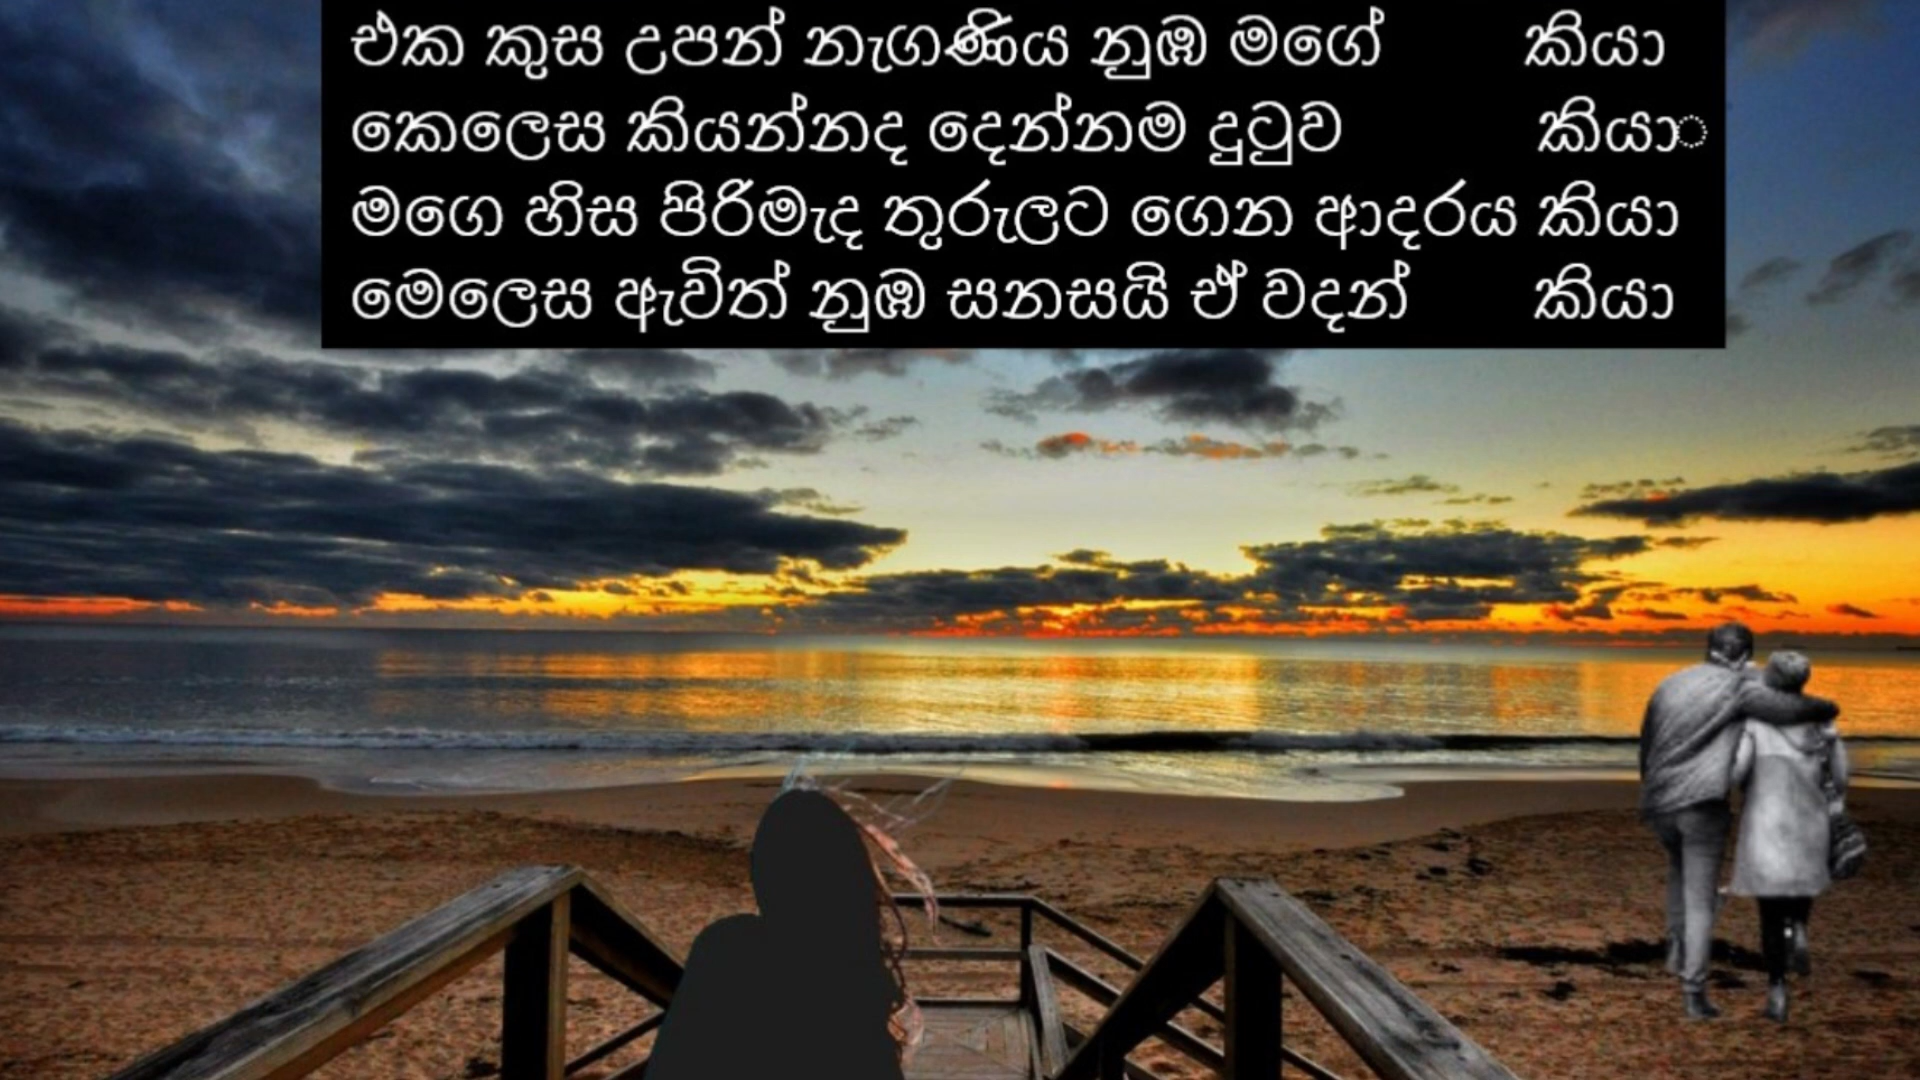 එක කුස උපන් නැගණිය නුඹ මගේ කියා
කෙලෙස කියන්නද දෙන්නම දුටුව කියා
මගෙ හිස පිරිමැද තුරුලට ගෙන ආදරය කියා
මෙලෙස ඇවිත් නුඹ සනසයි ඒ වදන් කියා